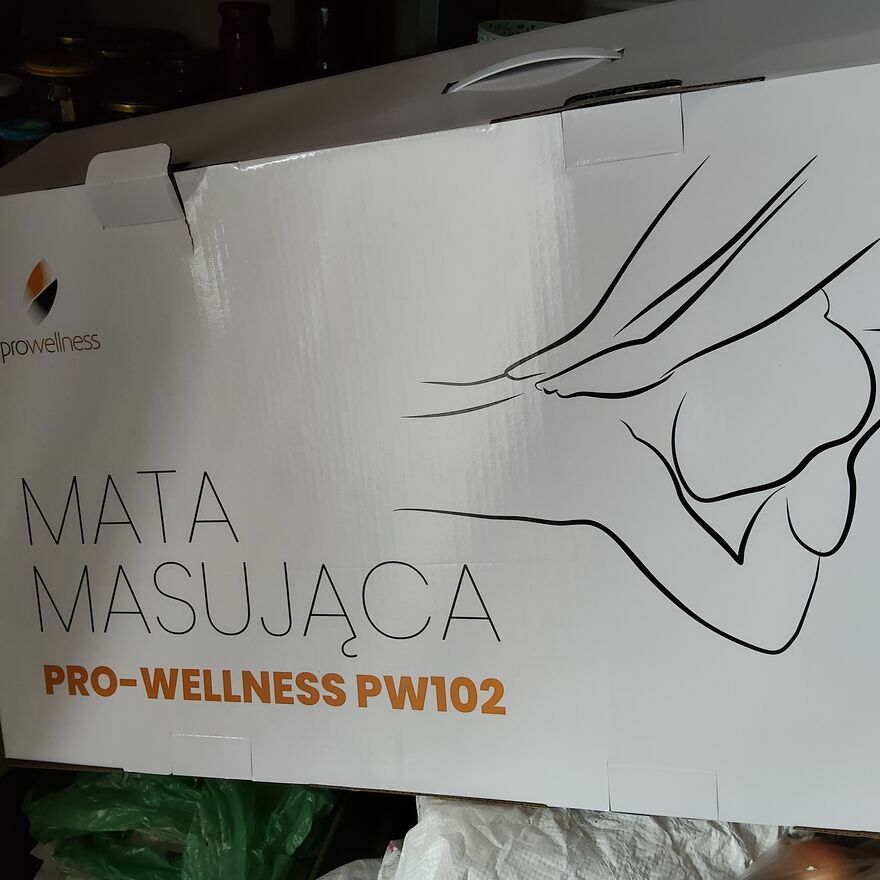 prowellness
MATA
MASUJĄCA
PRO-WELLNESS PW102